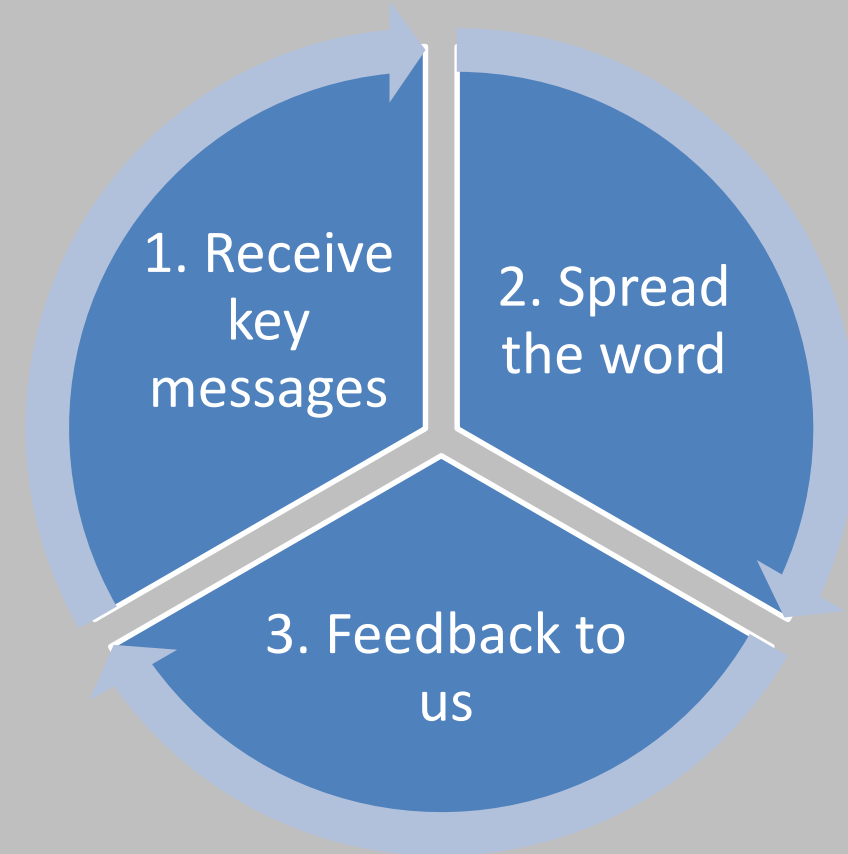 1. Receive
key
messages
2. Spread
the word
3. Feedback to
us